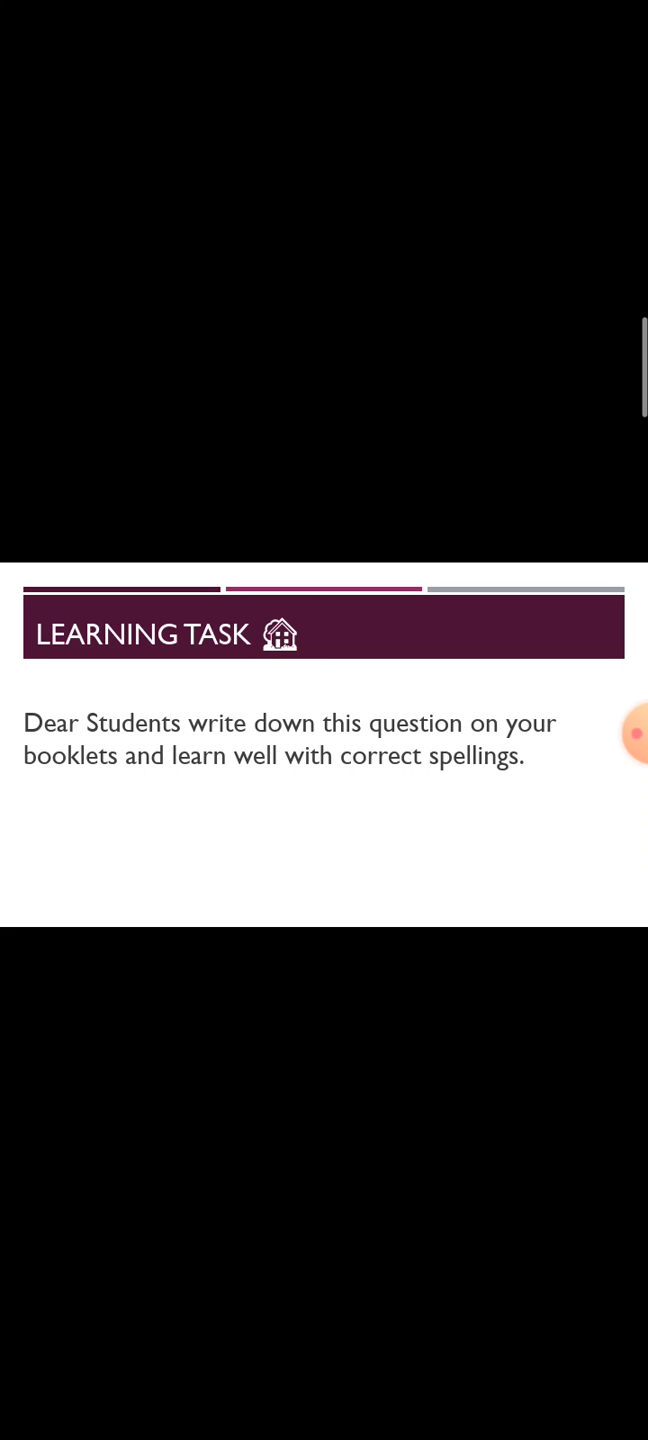 LEARNING TASK
Dear Students write down this question on your
booklets and learn well with correct spellings.